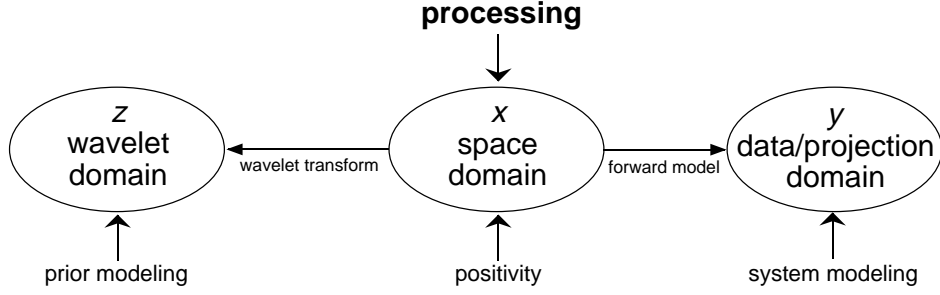 processing
z
wavelet
domain
wavelet transform
x
space
domain
forward model
y
data/projection
domain
prior modeling
positivity
system modeling